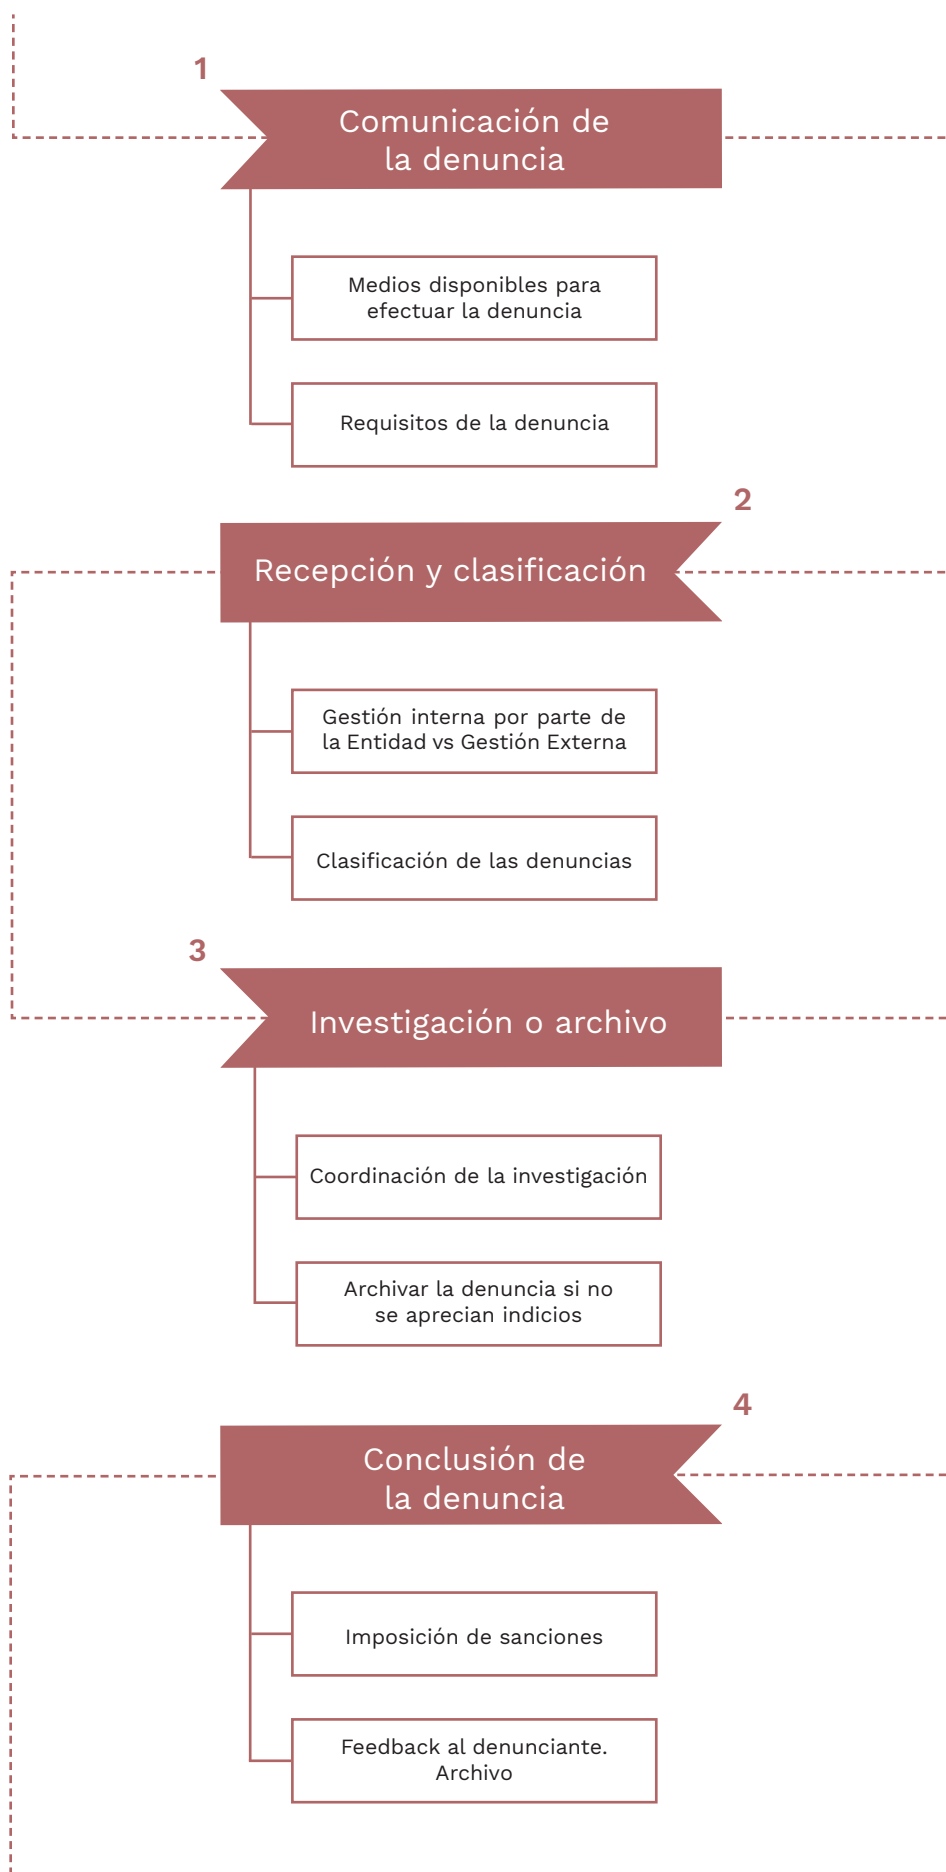 1
Comunicación de
la denuncia
Medios disponibles para
efectuar la denuncia
Requisitos de la denuncia
2
Recepción y clasificación
Gestión interna por parte de
la Entidad vs Gestión Externa
Clasificación de las denuncias
3
Investigación o archivo
Coordinación de la investigación
Archivar la denuncia si no
se aprecian indicios
4
Conclusión de
la denuncia
Imposición de sanciones
Feedback al denunciante.
Archivo